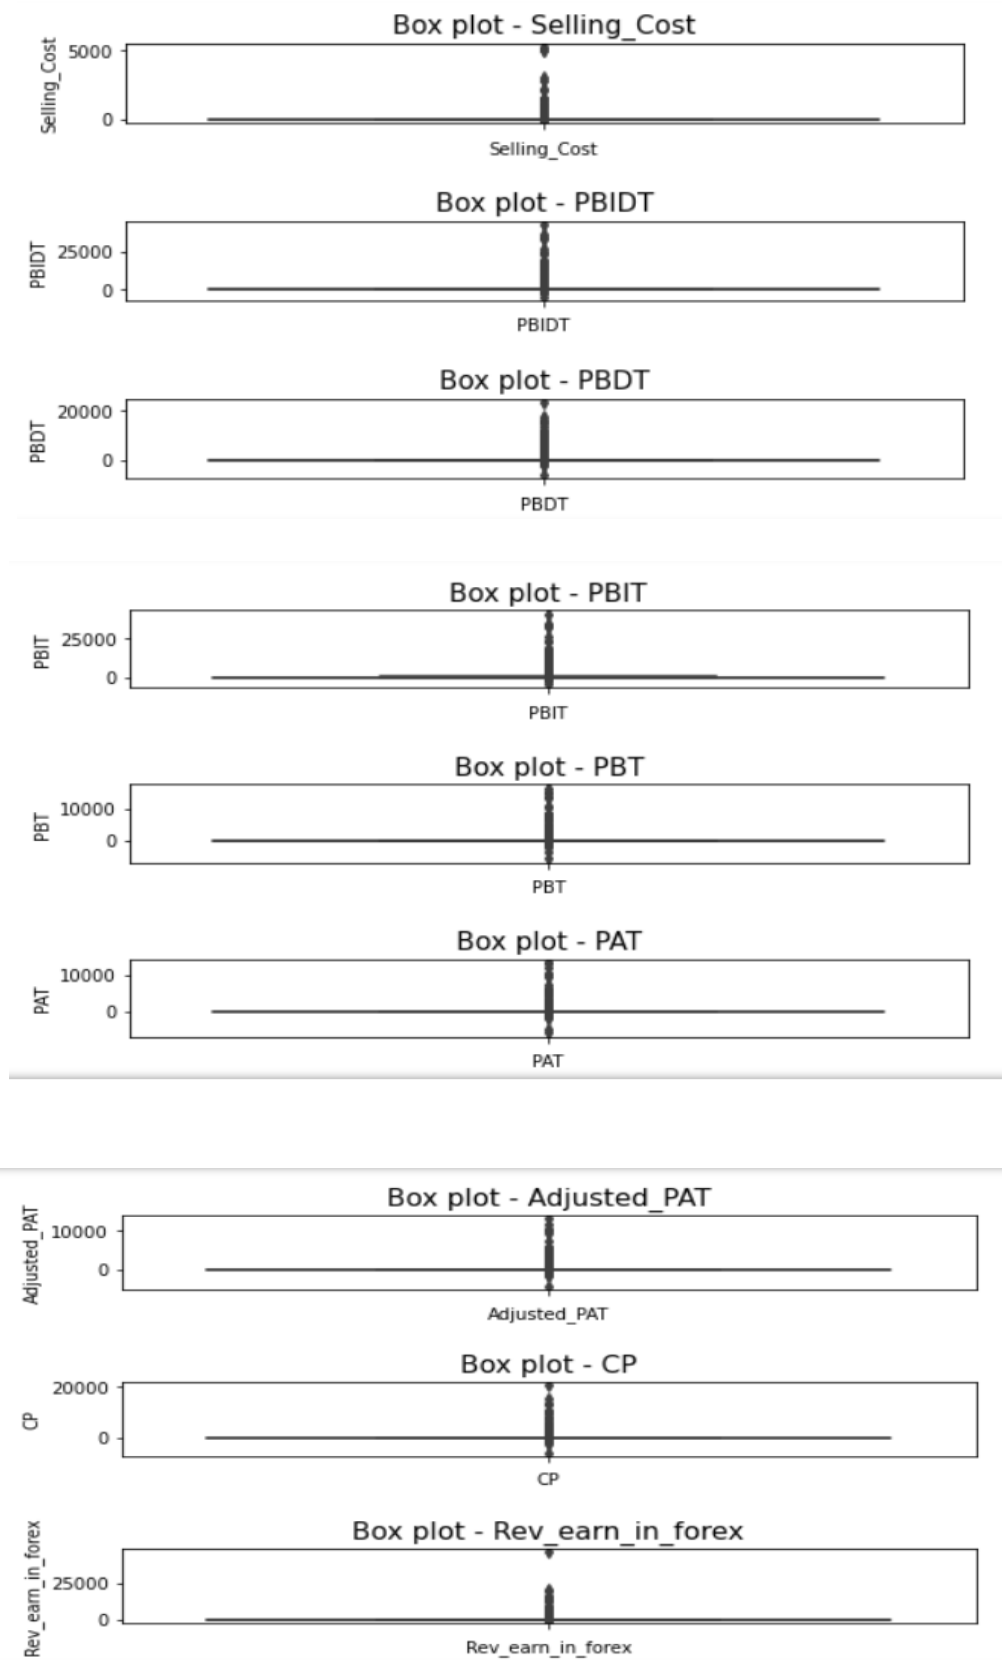 Box plot - Selling_Cost
Selling_Cost
5000
0
Selling_Cost
Box plot - PBIDT
PBIDT
25000
0
PBIDT
Box plot - PBDT
PBDT
20000
0
PBDT
Box plot - PBIT
PBIT
25000
0
PBIT
Box plot - PBT
PBT
10000
0
PBT
Box plot - PAT
PAT
10000
0
PAT
Box plot - Adjusted_PAT
Adjusted_PAT
10000
0
Adjusted_PAT
Box plot - CP
CP
20000
0
CP
Box plot - Rev_earn_in_forex
Rev_earn_in_forex
25000
0
Rev_earn_in_forex